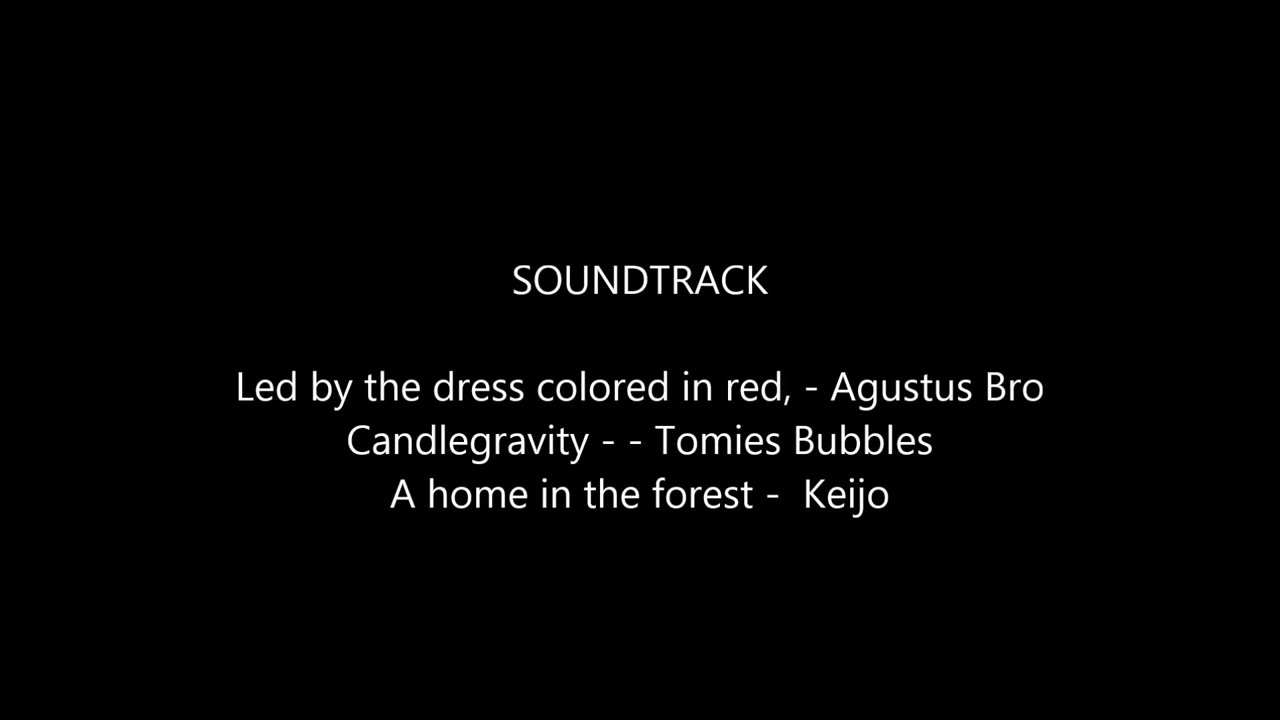 SOUNDTRACK
Led by the dress colored in red, - Agustus Bro
Candlegravity - - Tomies Bubbles
A home in the forest -  Keijo